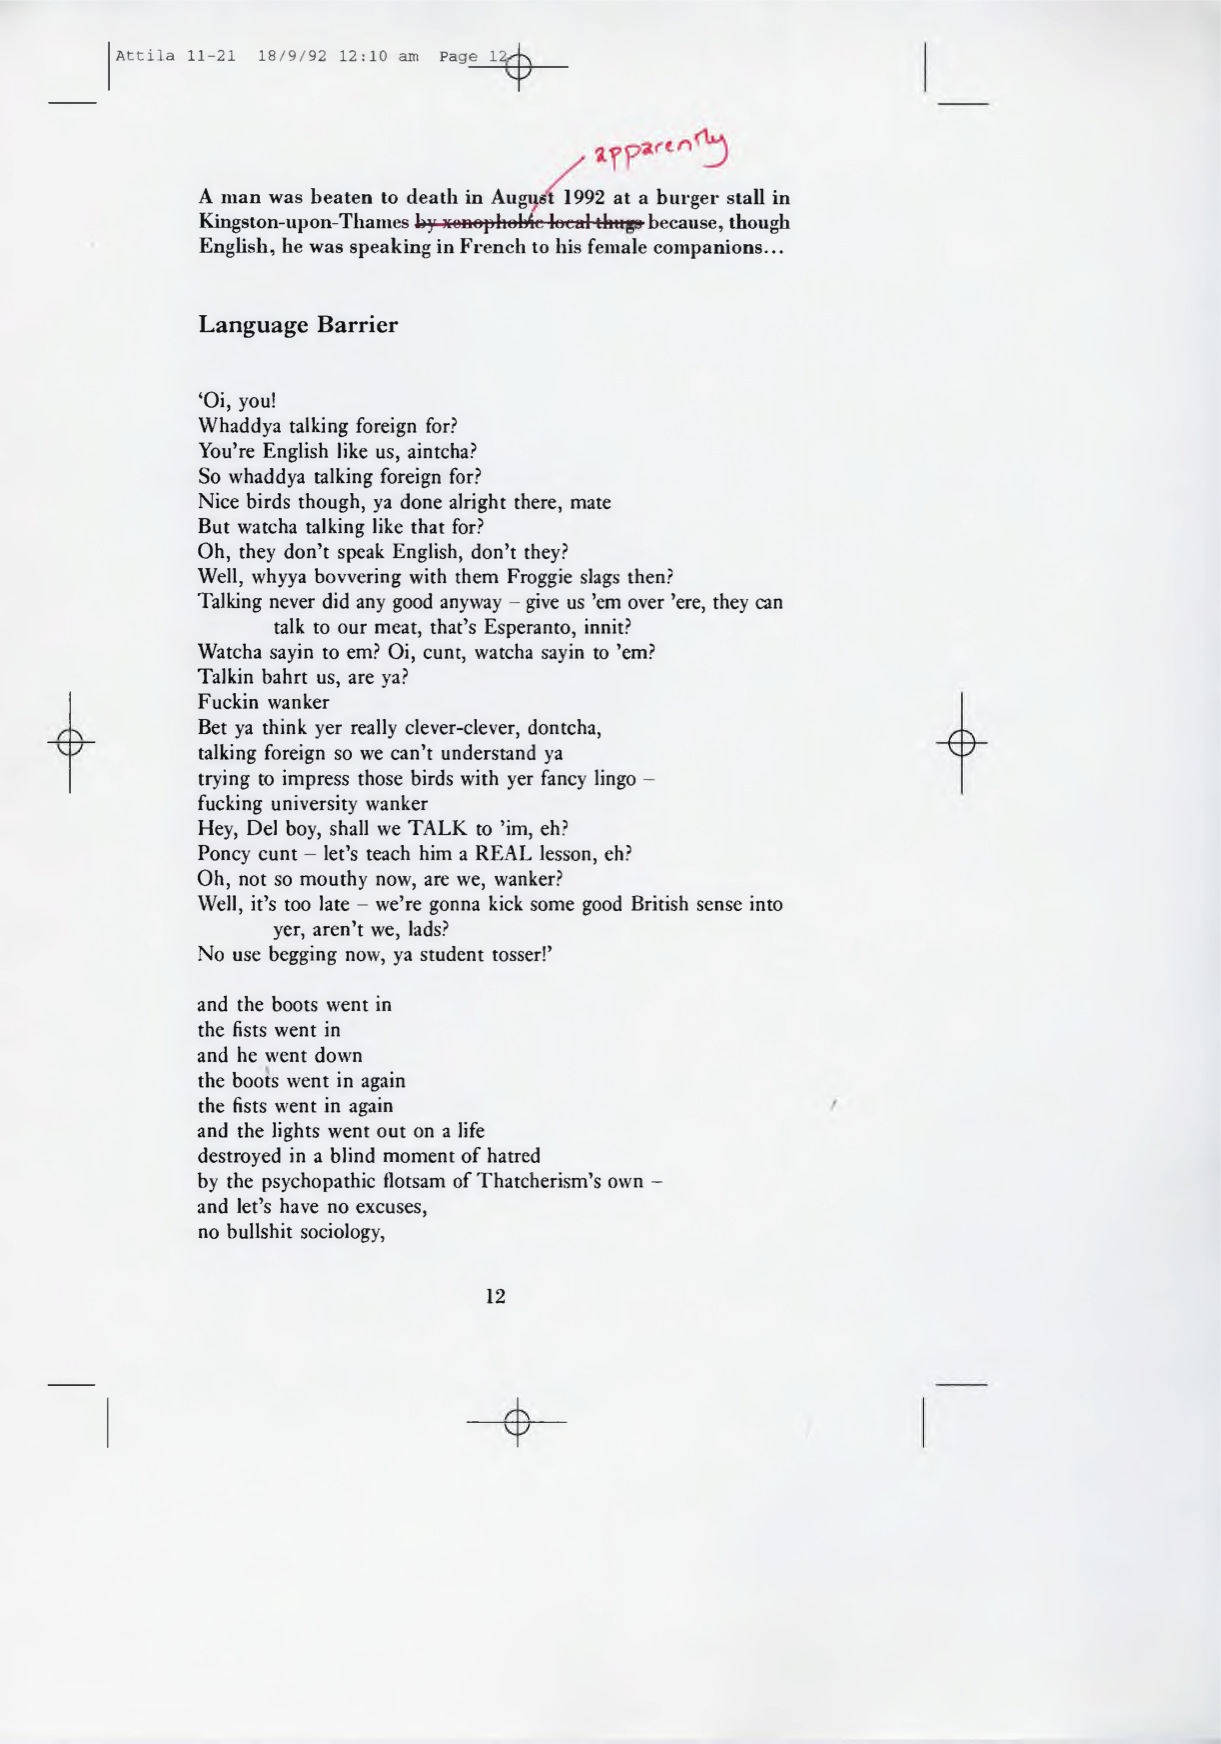 Attila 11-21 18/9/92 12:10 am Page 12
apparently
A man was beaten to death in August 1992 at a burger stall in
Kingston-upon-Thames by xenophobic local thugs because, though
English, he was speaking in French to his female companions...
Language Barrier
‘Oi, you!
Whaddya talking foreign for?
You’re English like us, aintcha?
So whaddya talking foreign for?
Nice birds though, ya done alright there, mate
But watcha talking like that for?
Oh, they don’t speak English, don’t they?
Well, whyya bovvering with them Froggie slags then?
Talking never did any good anyway – give us ’em over ’ere, they can
talk to our meat, that’s Esperanto, innit?
Watcha sayin to em? Oi, cunt, watcha sayin to ’em?
Talkin bahrt us, are ya?
Fuckin wanker
Bet ya think yer really clever-clever, dontcha,
talking foreign so we can’t understand ya
trying to impress those birds with yer fancy lingo –
fucking university wanker
Hey, Del boy, shall we TALK to ’im, eh?
Poncy cunt – let’s teach him a REAL lesson, eh?
Oh, not so mouthy now, are we, wanker?
Well, it’s too late – we’re gonna kick some good British sense into
yer, aren’t we, lads?
No use begging now, ya student tosser!’
and the boots went in
the fists went in
and he went down
the boots went in again
the fists went in again
and the lights went out on a life
destroyed in a blind moment of hatred
by the psychopathic flotsam of Thatcherism’s own –
and let’s have no excuses,
no bullshit sociology,
12